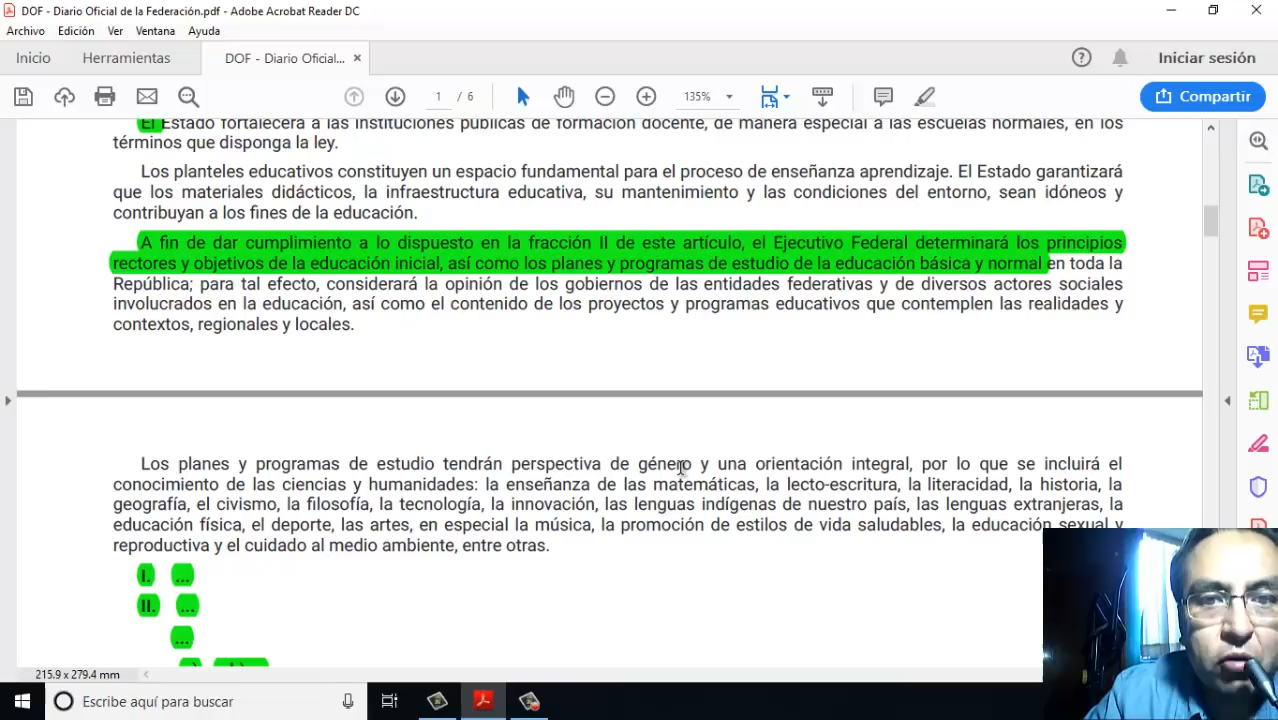 DOF - Diario Oficial de la Federación.pdf - Adobe Acrobat Reader DC
Archivo Edición Ver Ventana Ayuda
Inicio Herramientas DOF - Diario Oficial... × Iniciar sesión
1 / 6 135% Compartir
El Estado fortalecerá a las instituciones públicas de formación docente, de manera especial a las escuelas normales, en los
términos que disponga la ley.
Los planteles educativos constituyen un espacio fundamental para el proceso de enseñanza aprendizaje. El Estado garantizará
que los materiales didácticos, la infraestructura educativa, su mantenimiento y las condiciones del entorno, sean idóneos y
contribuyan a los fines de la educación.
A fin de dar cumplimiento a lo dispuesto en la fracción II de este artículo, el Ejecutivo Federal determinará los principios
rectores y objetivos de la educación inicial, así como los planes y programas de estudio de la educación básica y normal en toda la
República; para tal efecto, considerará la opinión de los gobiernos de las entidades federativas y de diversos actores sociales
involucrados en la educación, así como el contenido de los proyectos y programas educativos que contemplen las realidades y
contextos, regionales y locales.
Los planes y programas de estudio tendrán perspectiva de género y una orientación integral, por lo que se incluirá el
conocimiento de las ciencias y humanidades: la enseñanza de las matemáticas, la lecto-escritura, la literacidad, la historia, la
geografía, el civismo, la filosofía, la tecnología, la innovación, las lenguas indígenas de nuestro país, las lenguas extranjeras, la
educación física, el deporte, las artes, en especial la música, la promoción de estilos de vida saludables, la educación sexual y
reproductiva y el cuidado al medio ambiente, entre otras.
I. ...
II. ...
...
215.9 x 279.4 mm
Escribe aquí para buscar